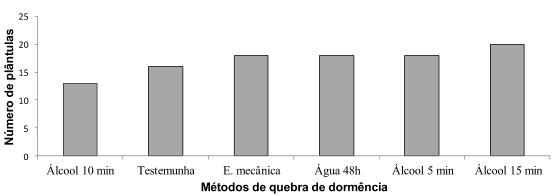 Número de plântulas
25
20
15
10
5
0
Álcool 10 min Testemunha E. mecânica Água 48h Álcool 5 min Álcool 15 min
Métodos de quebra de dormência